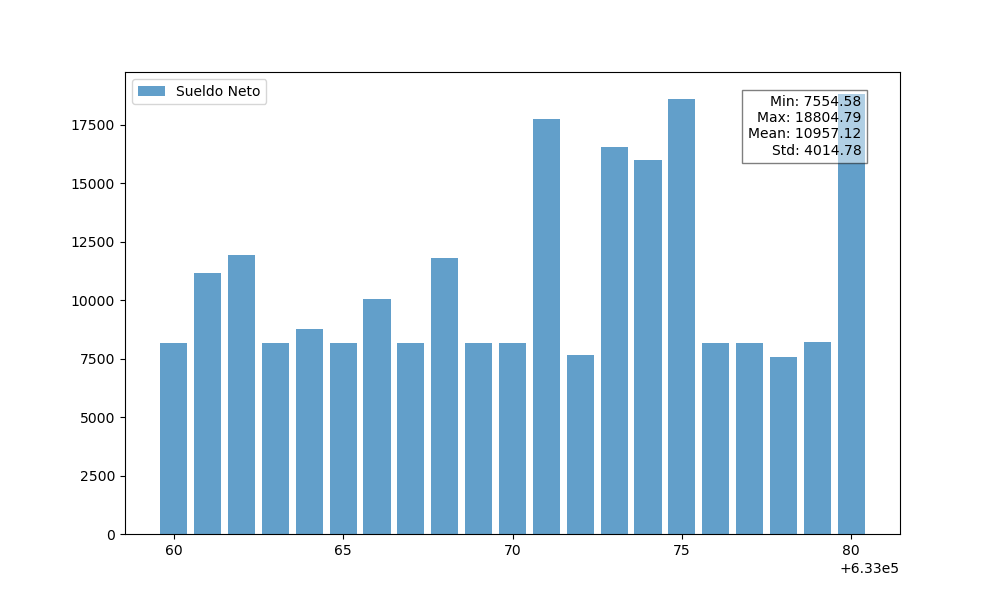 Sueldo Neto
Min: 7554.58
Max: 18804.79
Mean: 10957.12
Std: 4014.78
17500
15000
12500
10000
7500
5000
2500
0
60 65 70 75 80
+6.33e5